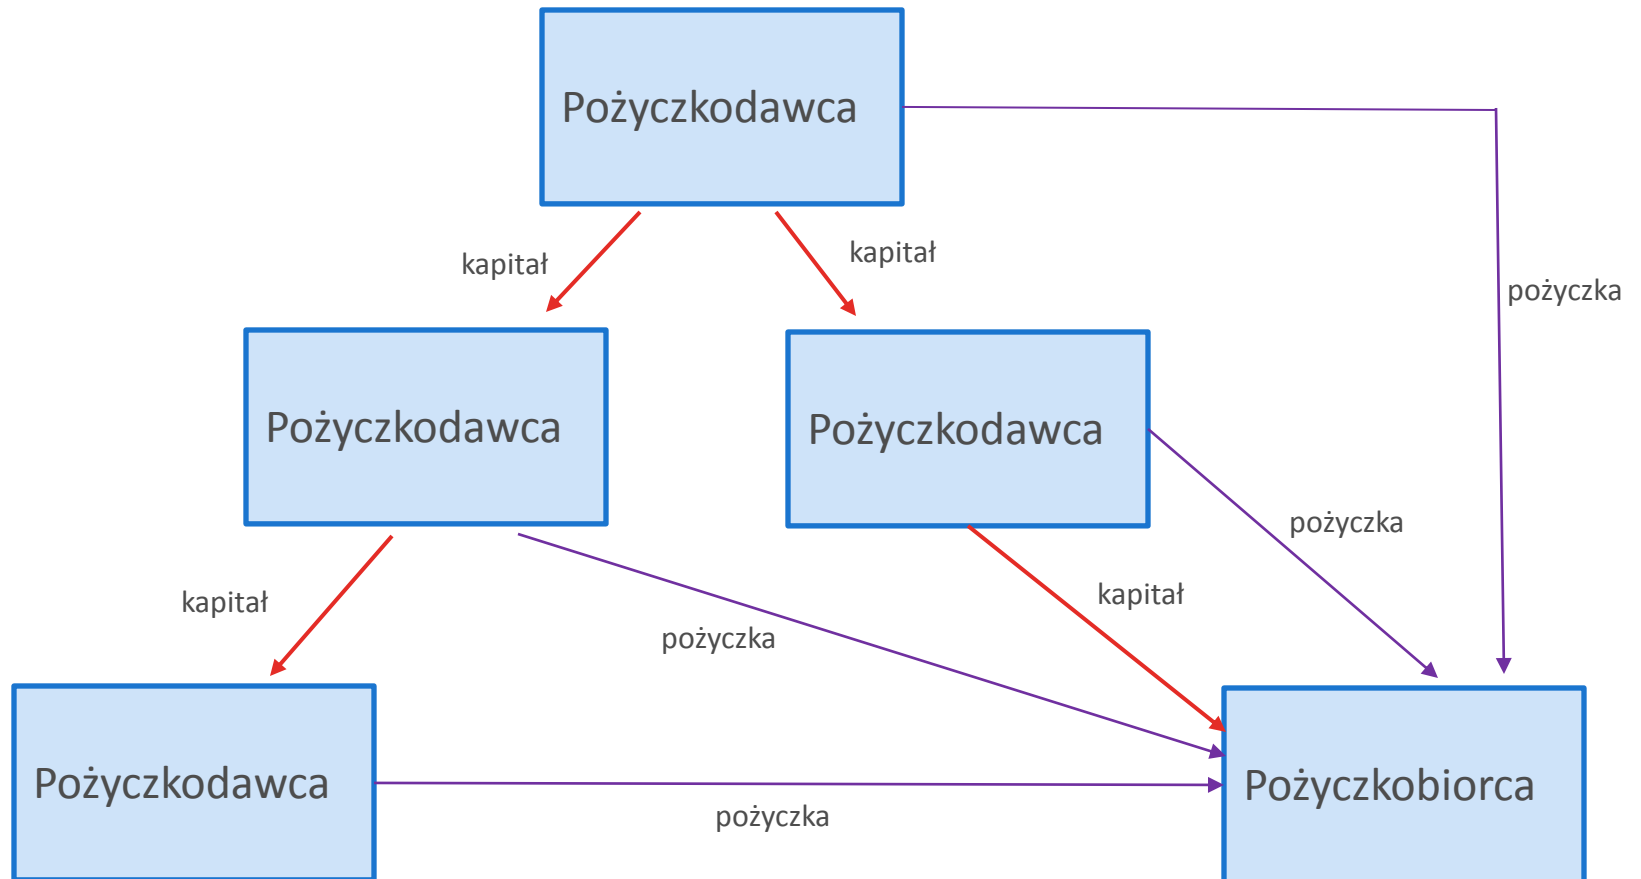 Pożyczkodawca
kapitał
kapitał
pożyczka
Pożyczkodawca
Pożyczkodawca
pożyczka
kapitał
kapitał
pożyczka
Pożyczkodawca
pożyczka
Pożyczkobiorca